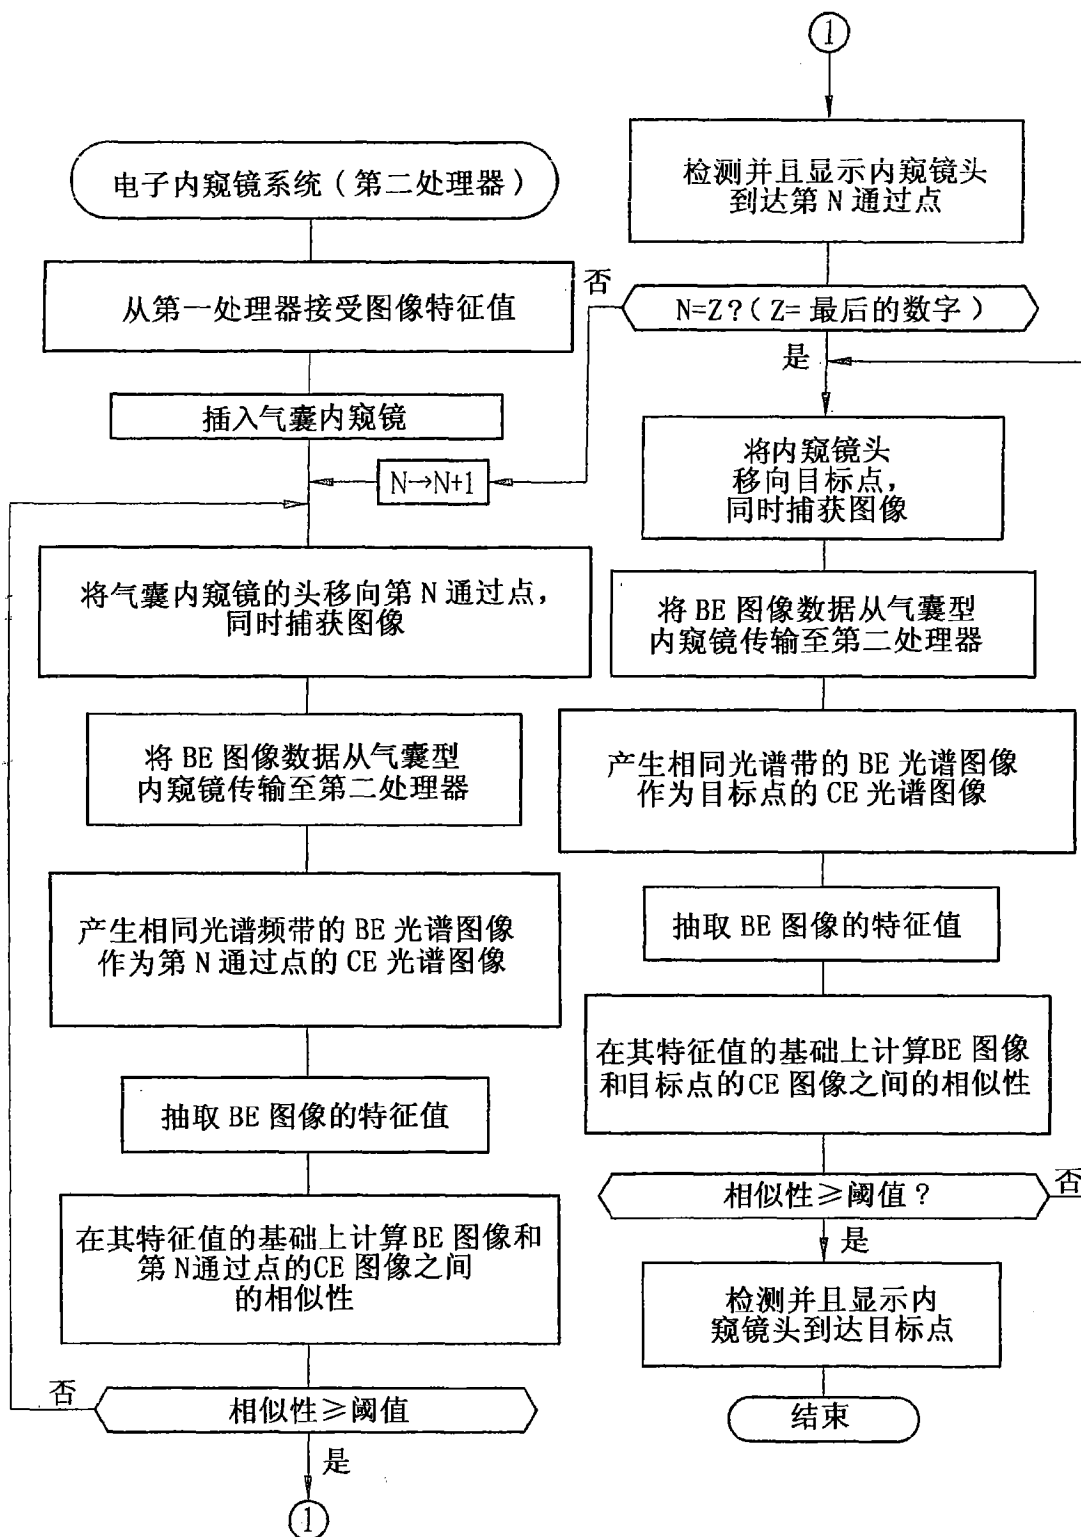 电子内窥镜系统（第二处理器）
从第一处理器接受图像特征值
插入气囊内窥镜
N→N+1
将气囊内窥镜的头移向第 N 通过点，
同时捕获图像
将 BE 图像数据从气囊型
内窥镜传输至第二处理器
产生相同光谱频带的 BE 光谱图像
作为第 N 通过点的 CE 光谱图像
抽取 BE 图像的特征值
在其特征值的基础上计算BE 图像和
第 N通过点的CE 图像之间
的相似性
否
相似性≥阈值
是
1
1
检测并且显示内窥镜头
到达第 N 通过点
否
N=Z?（Z= 最后的数字）
是
将内窥镜头
移向目标点，
同时捕获图像
将 BE 图像数据从气囊型
内窥镜传输至第二处理器
产生相同光谱带的 BE 光谱图像
作为目标点的 CE 光谱图像
抽取 BE 图像的特征值
在其特征值的基础上计算BE 图像
和目标点的CE 图像之间的相似性
相似性≥阈值？
否
是
检测并且显示内
窥镜头到达目标点
结束